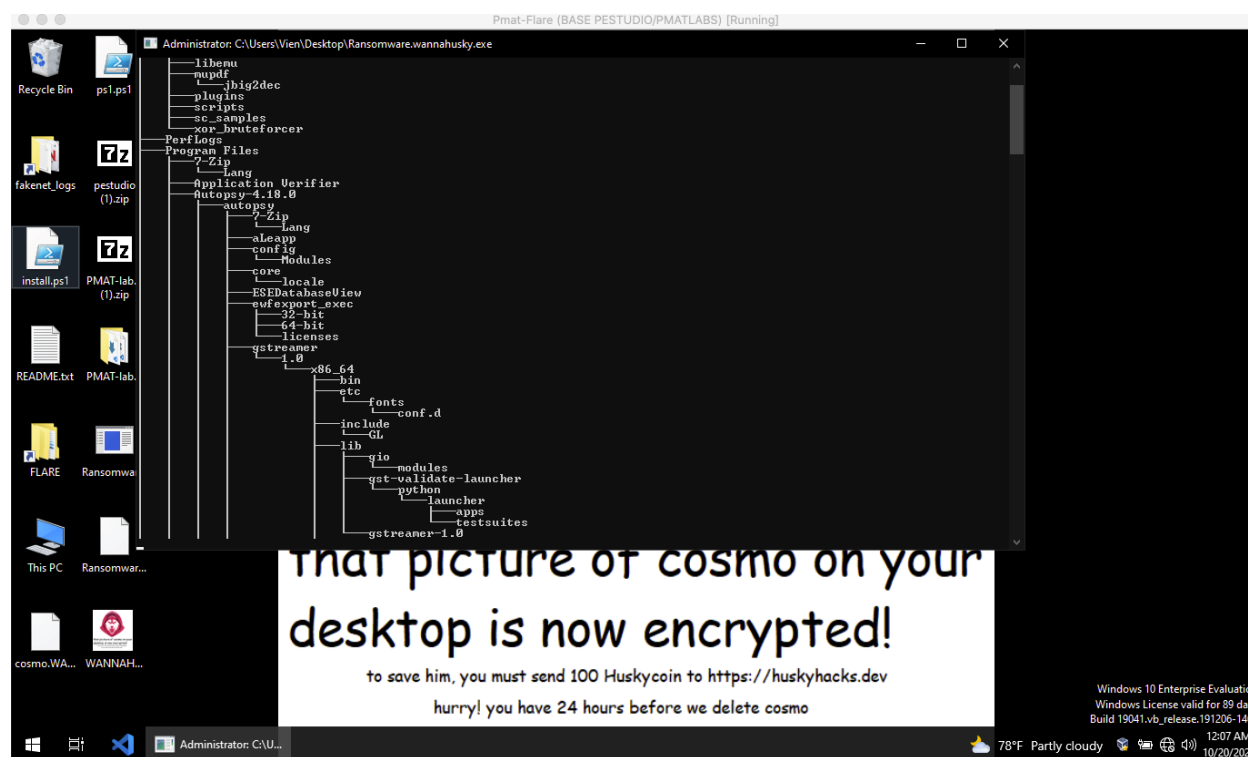 Pmat-Flare (BASE PESTUDIO/PMATLABS) [Running]
Administrator: C:\Users\Vien\Desktop\Ransomware.wannahusky.exe
libemu
mupdf
jbig2dec
plugins
scripts
sc_samples
xor_bruteforcer
PerfLogs
Program Files
7-Zip
Lang
Application Verifier
Autopsy-4.18.0
autopsy
7-Zip
Lang
aLeapp
config
Modules
core
locale
ESEDatabaseView
ewfexport_exec
32-bit
64-bit
licenses
gstreamer
1.0
x86_64
bin
etc
fonts
conf.d
include
GL
lib
gio
modules
gst-validate-launcher
python
launcher
apps
testsuites
gstreamer-1.0
Recycle Bin
ps1.ps1
fakenet_logs
pestudio
(1).zip
install.ps1
PMAT-lab.
(1).zip
README.txt
PMAT-lab.
FLARE
Ransomwa
This PC
Ransomwar...
cosmo.WA...
WANNAH...
that picture of cosmo on your
desktop is now encrypted!
to save him, you must send 100 Huskycoin to https://huskyhacks.dev
hurry! you have 24 hours before we delete cosmo
Windows 10 Enterprise Evaluatio
Windows License valid for 89 da
Build 19041.vb_release.191206-140
Administrator: C:\U...
78°F Partly cloudy
12:07 AM
10/20/202